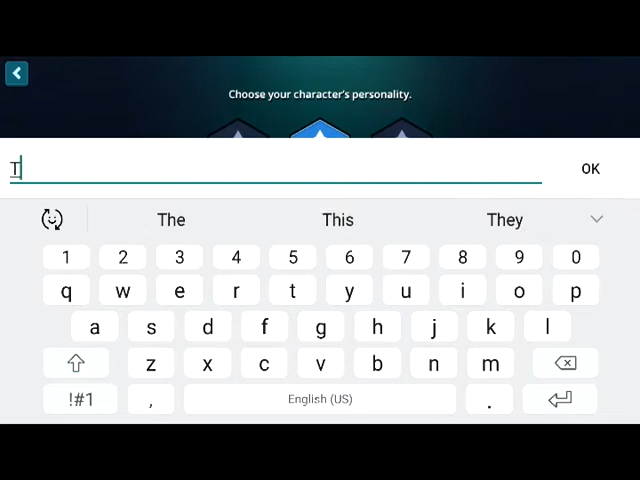 Choose your character's personality.
T
OK
The This They
1 2 3 4 5 6 7 8 9 0
q w e r t y u i o p
a s d f g h j k l
z x c v b n m
!#1 , English (US) .